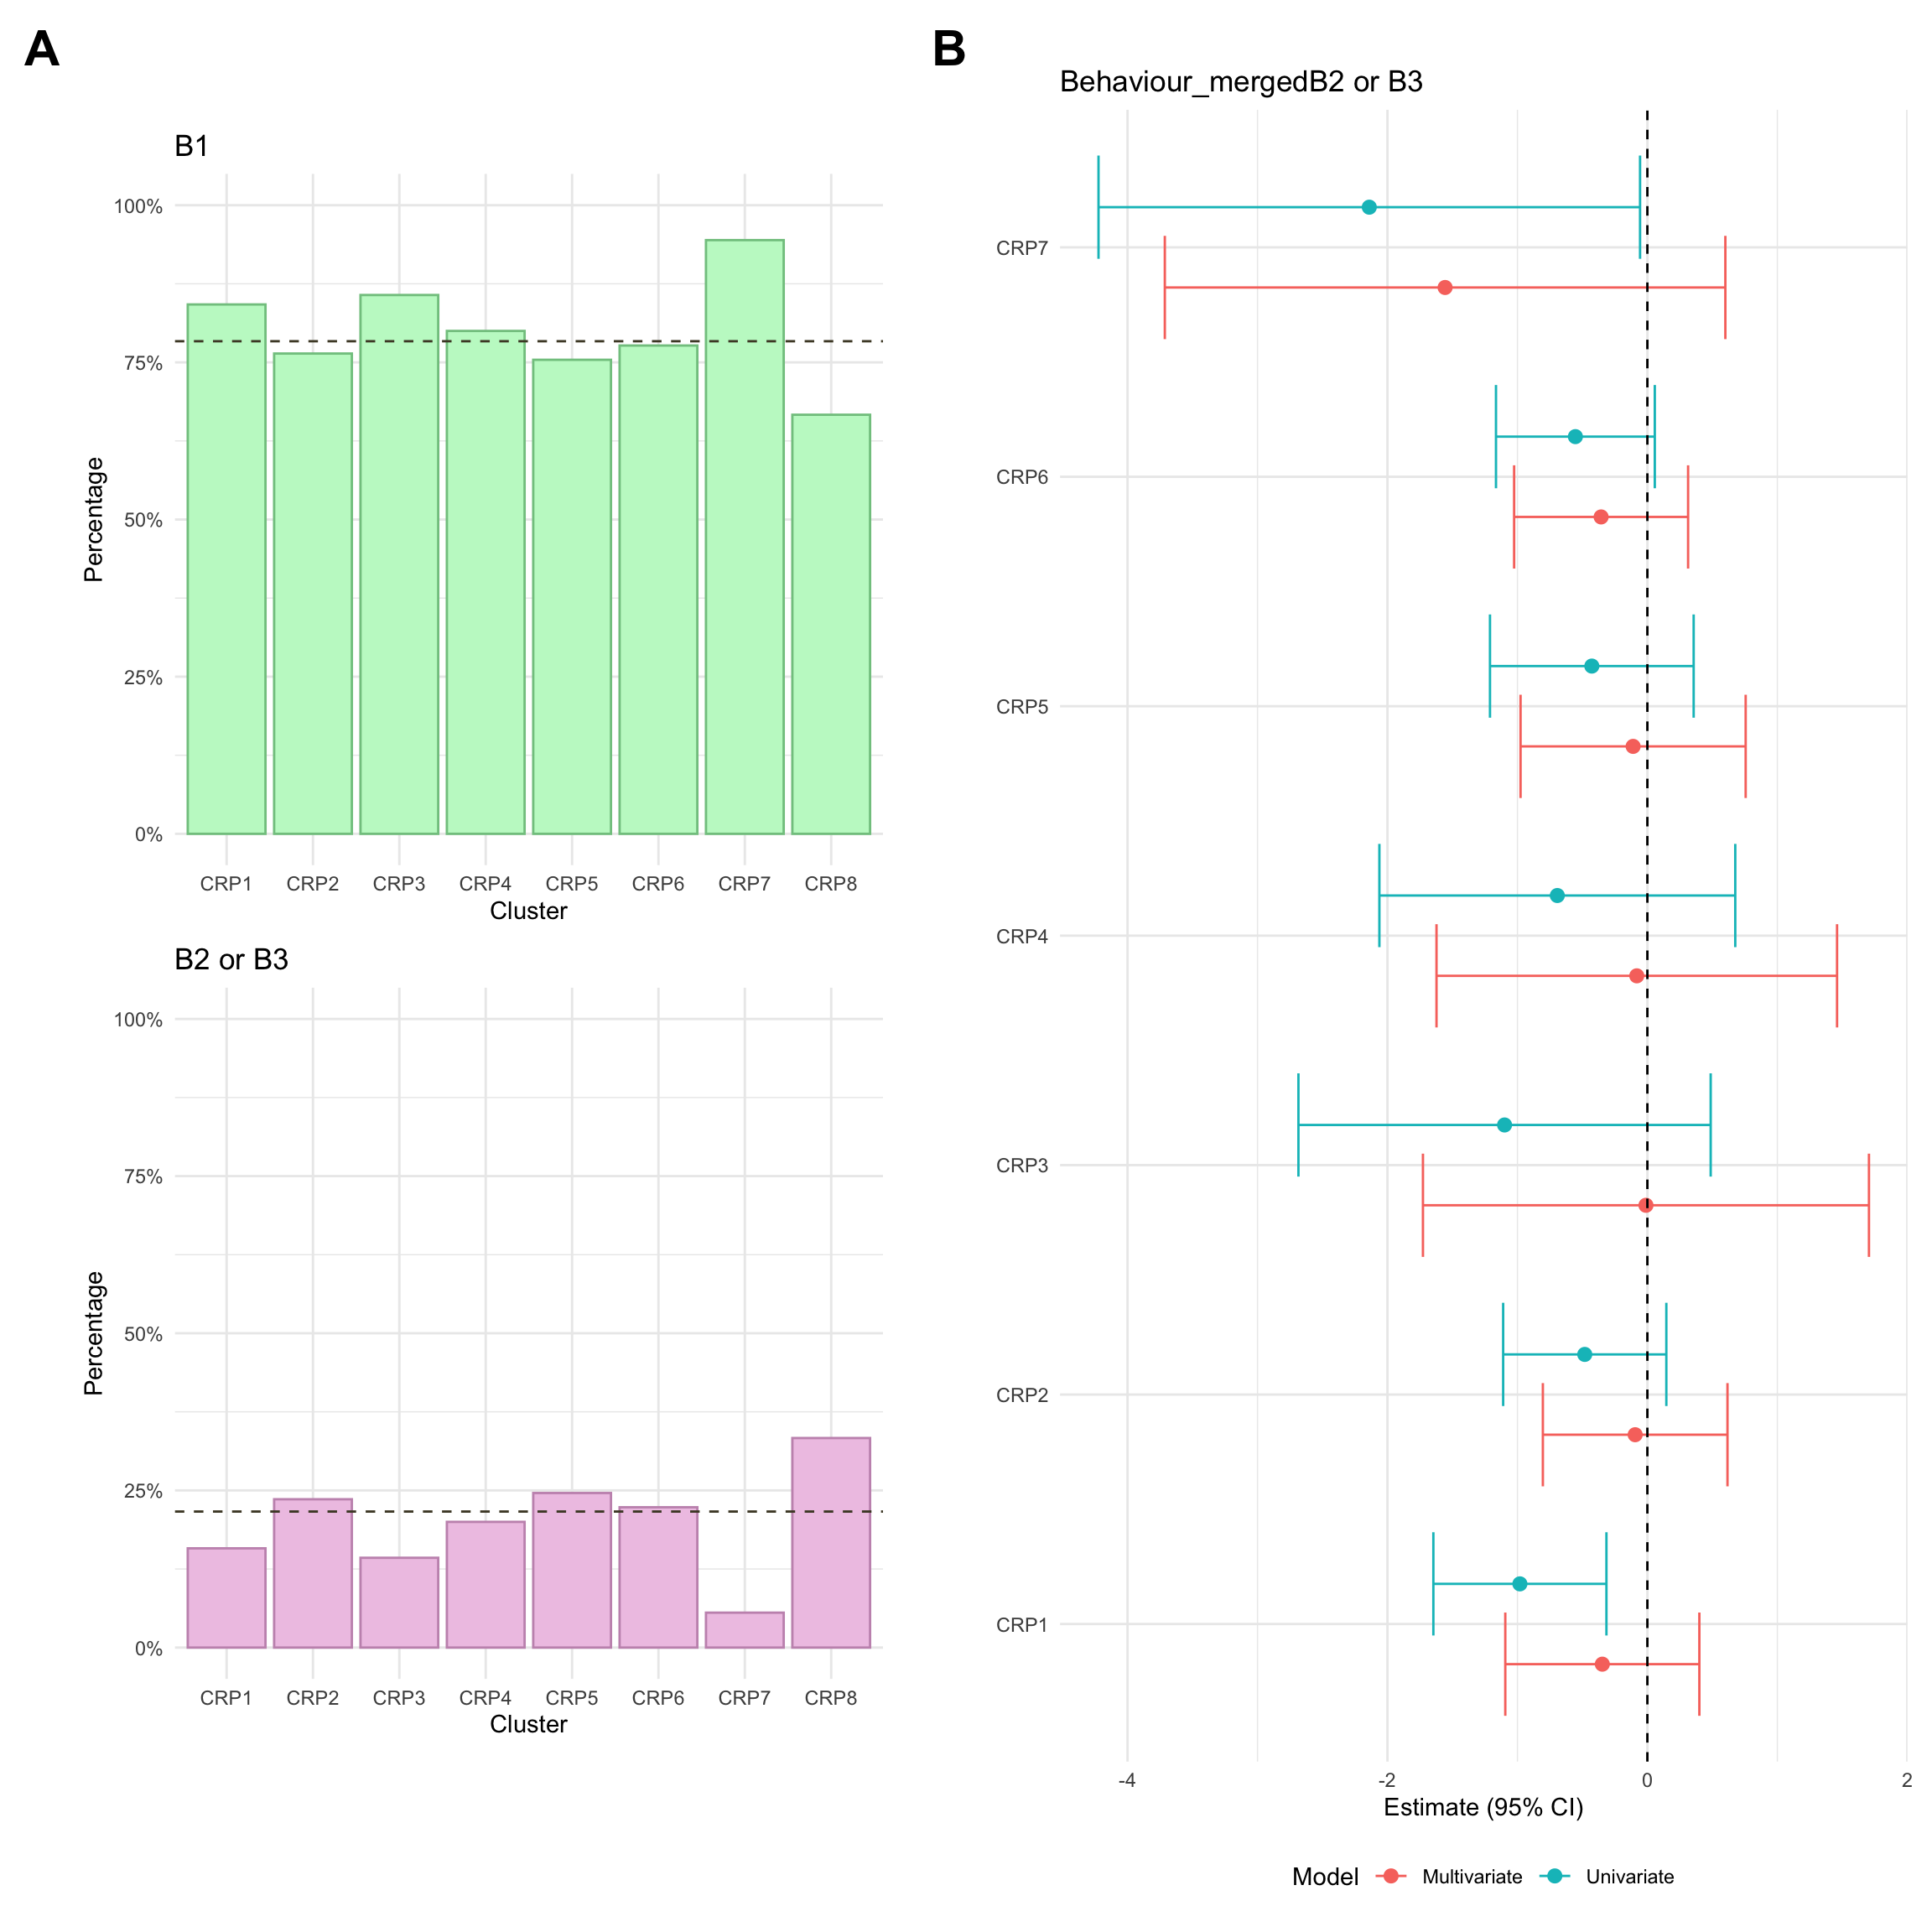 A
B1
Percentage
100%
75%
50%
25%
0%
CRP1 CRP2 CRP3 CRP4 CRP5 CRP6 CRP7 CRP8
Cluster
B2 or B3
Percentage
100%
75%
50%
25%
0%
CRP1 CRP2 CRP3 CRP4 CRP5 CRP6 CRP7 CRP8
Cluster
B
Behaviour_mergedB2 or B3
CRP7
CRP6
CRP5
CRP4
CRP3
CRP2
CRP1
-4 -2 0 2
Estimate (95% CI)
Model Multivariate Univariate